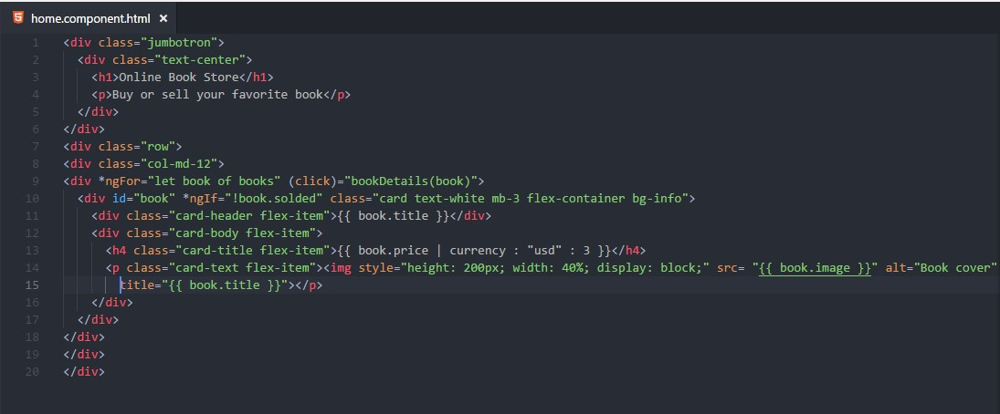 home.component.html ×
1 <div class="jumbotron">
2 <div class="text-center">
3 <h1>Online Book Store</h1>
4 <p>Buy or sell your favorite book</p>
5 </div>
6 </div>
7 <div class="row">
8 <div class="col-md-12">
9 <div *ngFor="let book of books" (click)="bookDetails(book)">
10 <div id="book" *ngIf="!book.solded" class="card text-white mb-3 flex-container bg-info">
11 <div class="card-header flex-item">{{ book.title }}</div>
12 <div class="card-body flex-item">
13 <h4 class="card-title flex-item">{{ book.price | currency : "usd" : 3 }}</h4>
14 <p class="card-text flex-item"><img style="height: 200px; width: 40%; display: block;" src= "{{ book.image }}" alt="Book cover"
15 title="{{ book.title }}"></p>
16 </div>
17 </div>
18 </div>
19 </div>
20 </div>